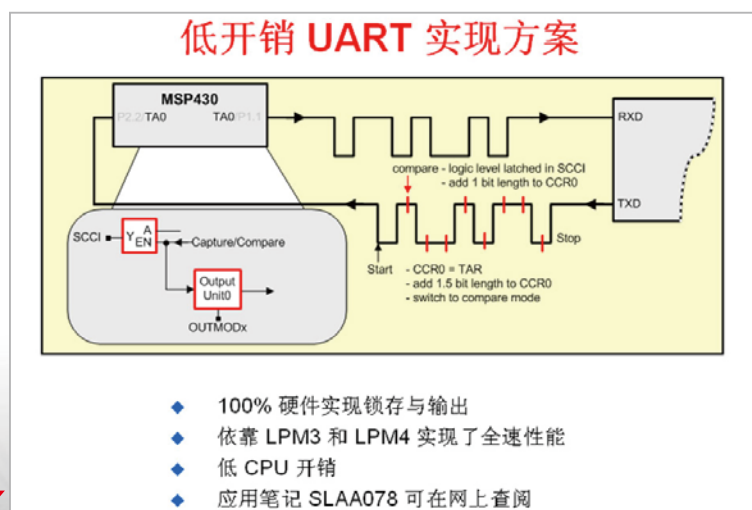 低开销 UART 实现方案
MSP430
P2.2/TA0
TA0/P1.1
RXD
compare - logic level latched in SCCI
- add 1 bit length to CCR0
TXD
SCCI
Y
A
EN
Capture/Compare
Stop
Start
- CCR0 = TAR
- add 1.5 bit length to CCR0
- switch to compare mode
Output
Unit0
OUTMODx
100% 硬件实现锁存与输出
依靠 LPM3 和 LPM4 实现了全速性能
低 CPU 开销
应用笔记 SLAA078 可在网上查阅